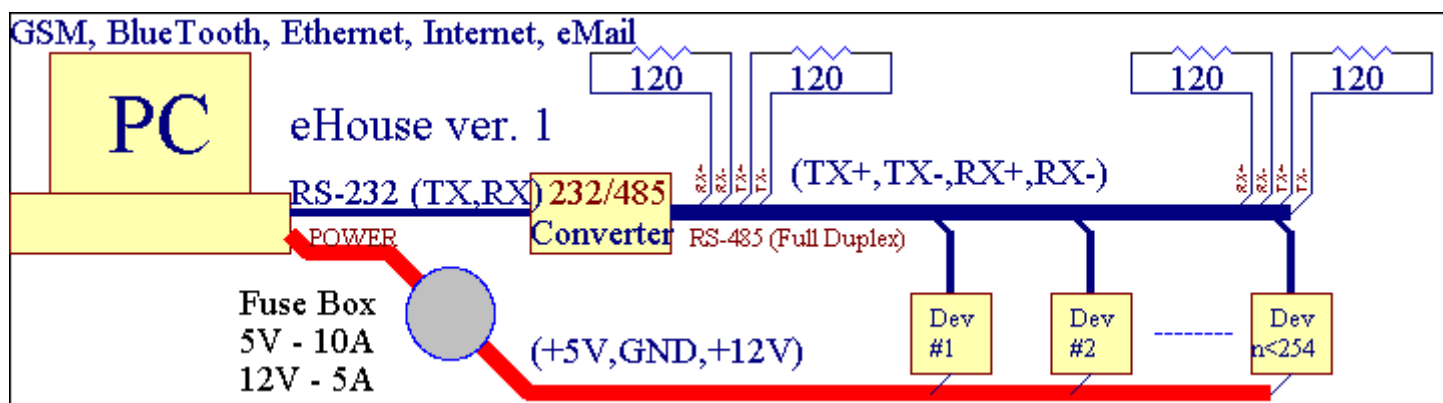 GSM, BlueTooth, Ethernet, Internet, eMail
PC
eHouse ver. 1
120
120
120
120
RX+
RX-
TX+
TX-
RX+
RX-
TX+
TX-
(TX+,TX-,RX+,RX-)
RS-232 (TX,RX)
232/485
Converter
RS-485 (Full Duplex)
POWER
Fuse Box
5V - 10A
12V - 5A
(+5V,GND,+12V)
Dev
#1
Dev
#2
--------
Dev
n<254